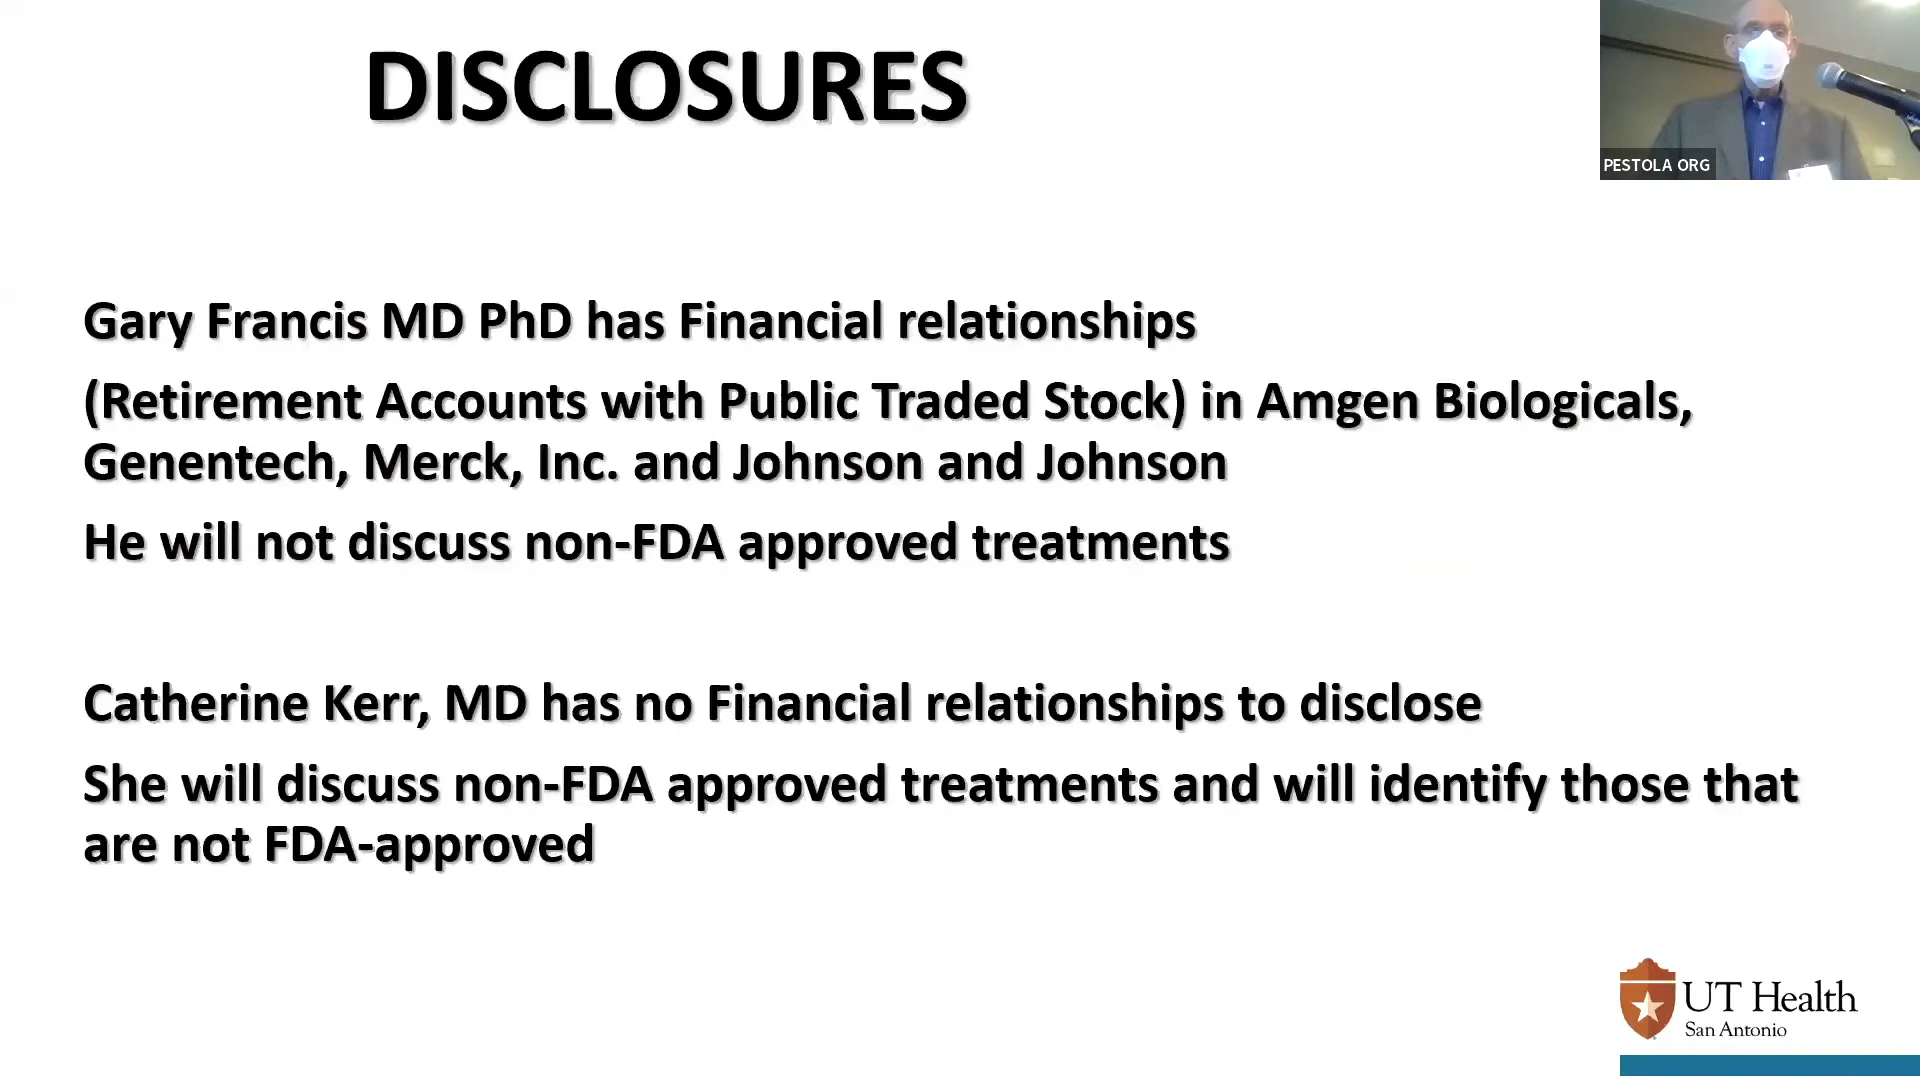 DISCLOSURES
PESTOLA ORG
Gary Francis MD PhD has Financial relationships
(Retirement Accounts with Public Traded Stock) in Amgen Biologicals,
Genentech, Merck, Inc. and Johnson and Johnson
He will not discuss non-FDA approved treatments
Catherine Kerr, MD has no Financial relationships to disclose
She will discuss non-FDA approved treatments and will identify those that
are not FDA-approved
UT Health
San Antonio